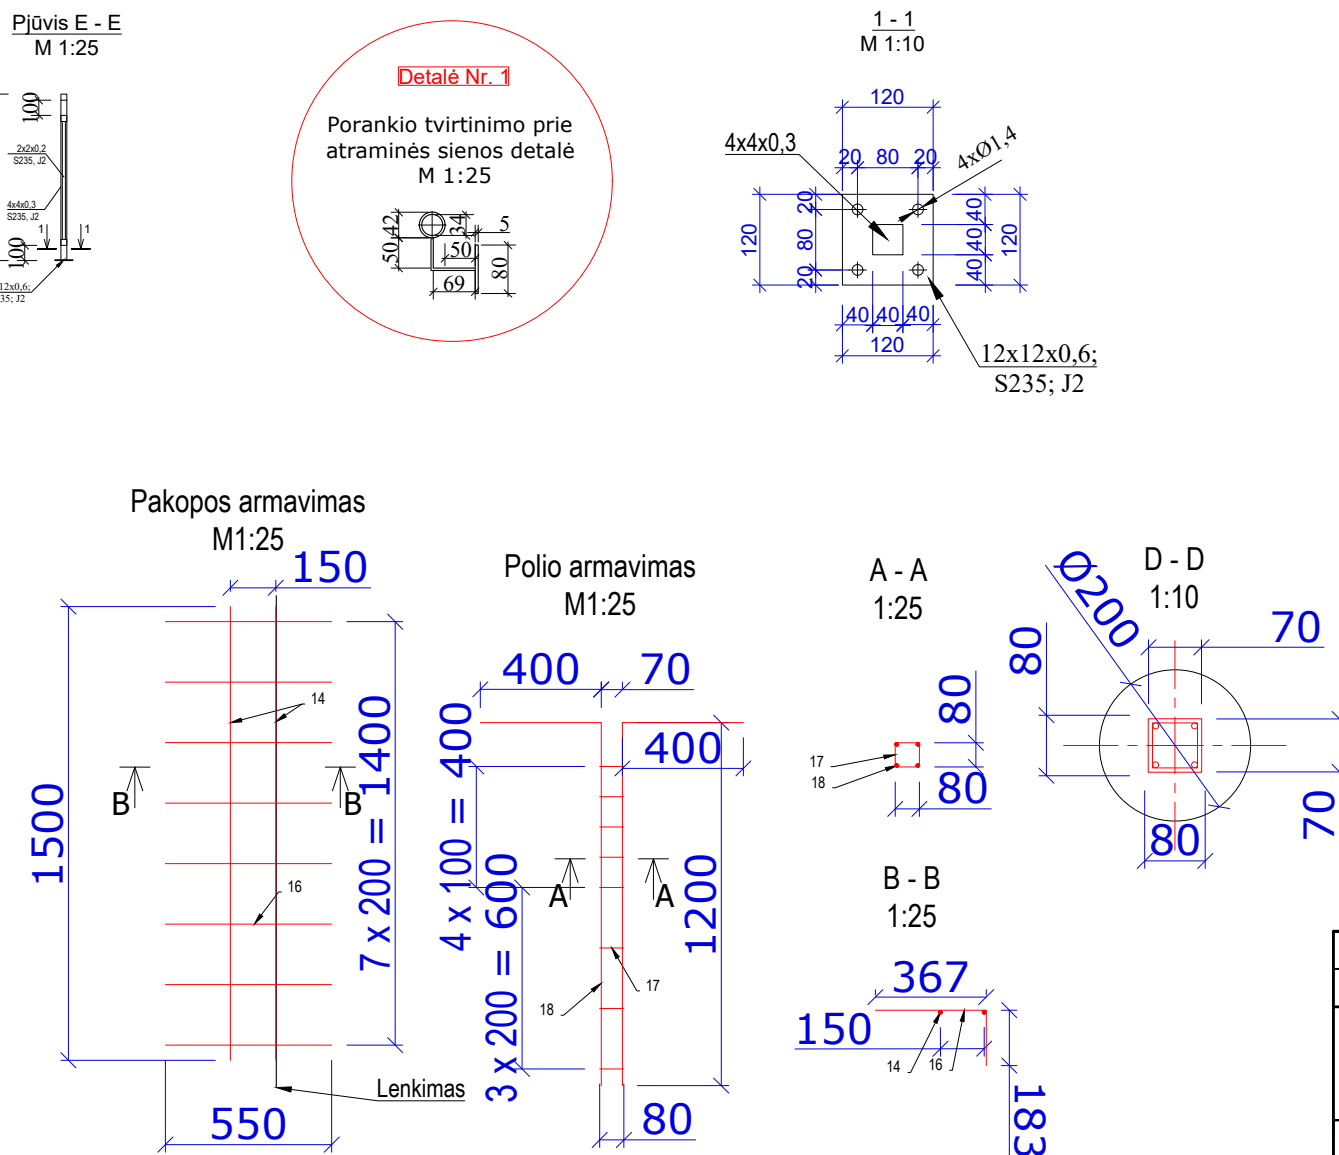 Pjūvis E - E
M 1:25
100
2x2x0,2
S235, J2
4x4x0,3
S235, J2
1
1
100
12x0,6;
35; J2
Detalė Nr. 1
Porankio tvirtinimo prie
atraminės sienos detalė
M 1:25
42
34
5
50
50
80
69
1 - 1
M 1:10
120
4x4x0,3
20
80
20
4xØ1,4
120
20
80
20
40
40
40
120
40
40
40
120
12x12x0,6;
S235; J2
Pakopos armavimas
M1:25
150
1500
14
7 x 200 = 1400
B
B
16
Lenkimas
550
Polio armavimas
M1:25
400
70
4 x 100 = 400
400
A
A
3 x 200 = 600
1200
18
17
80
A - A
1:25
80
17
18
80
B - B
1:25
367
150
14
16
183
D - D
1:10
Ø200
70
80
70
80